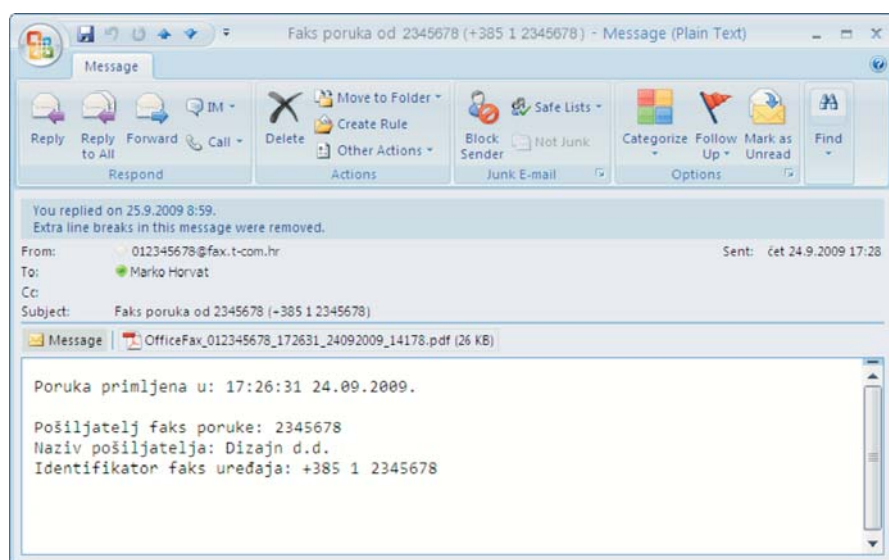 Faks poruka od 2345678 (+385 1 2345678) - Message (Plain Text)
Message
Reply
Reply to All
Forward
IM
Call
Respond
Delete
Move to Folder
Create Rule
Other Actions
Actions
Block Sender
Safe Lists
Not Junk
Junk E-mail
Categorize
Follow Up
Mark as Unread
Options
Find
You replied on 25.9.2009 8:59.
Extra line breaks in this message were removed.
From: 012345678@fax.t-com.hr Sent: čet 24.9.2009 17:28
To: Marko Horvat
Cc:
Subject: Faks poruka od 2345678 (+385 1 2345678)
Message OfficeFax_012345678_172631_24092009_14178.pdf (26 KB)
Poruka primljena u: 17:26:31 24.09.2009.
Pošiljatelj faks poruke: 2345678
Naziv pošiljatelja: Dizajn d.d.
Identifikator faks uređaja: +385 1 2345678